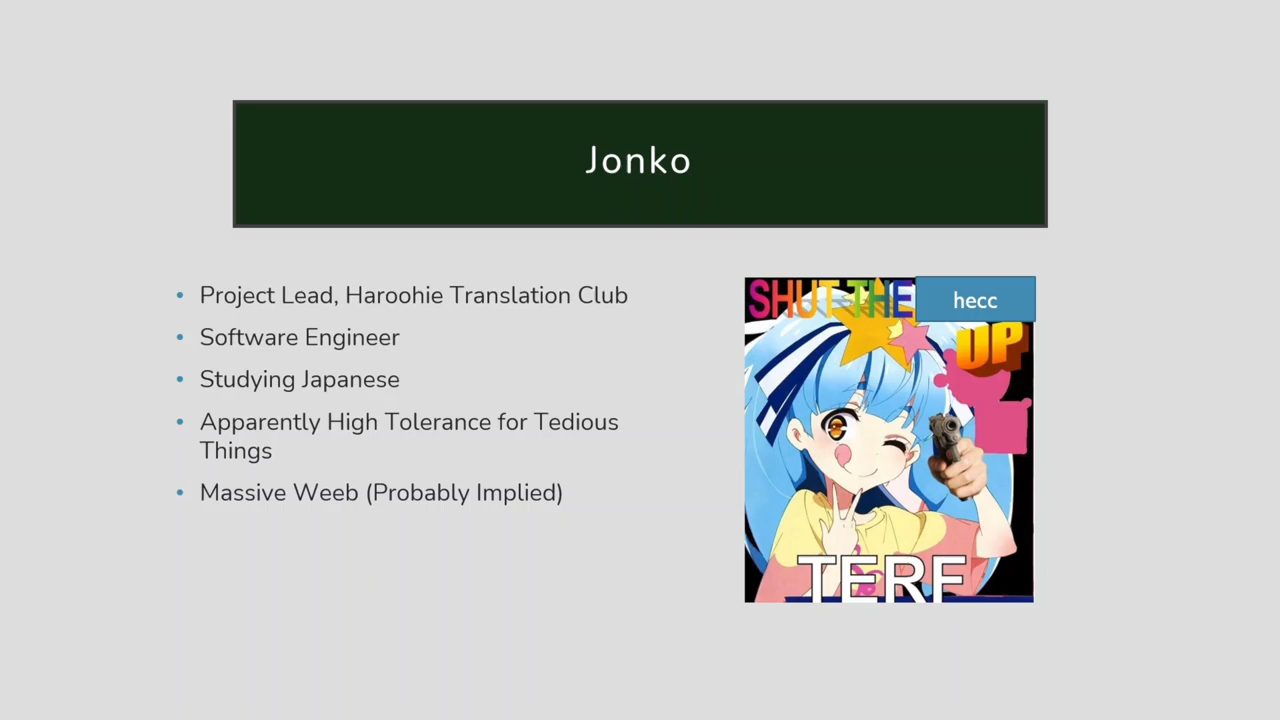 Jonko
Project Lead, Haroohie Translation Club
Software Engineer
Studying Japanese
Apparently High Tolerance for Tedious
Things
Massive Weeb (Probably Implied)
SHUT THE hecc
UP
TERF